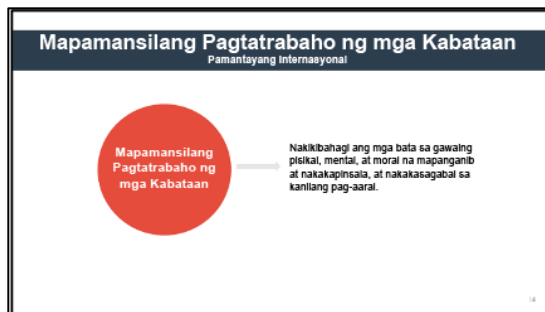 Mapamansilang Pagtatrabaho ng mga Kabataan
Pamantayang Internasyonal
Mapamansilang
Pagtatrabaho ng
mga Kabataan
Nakikibahagi ang mga bata sa gawaing
pisikal, mental, at moral na mapanganib
at nakakapinsala, at nakakasagabal sa
kanilang pag-aaral.